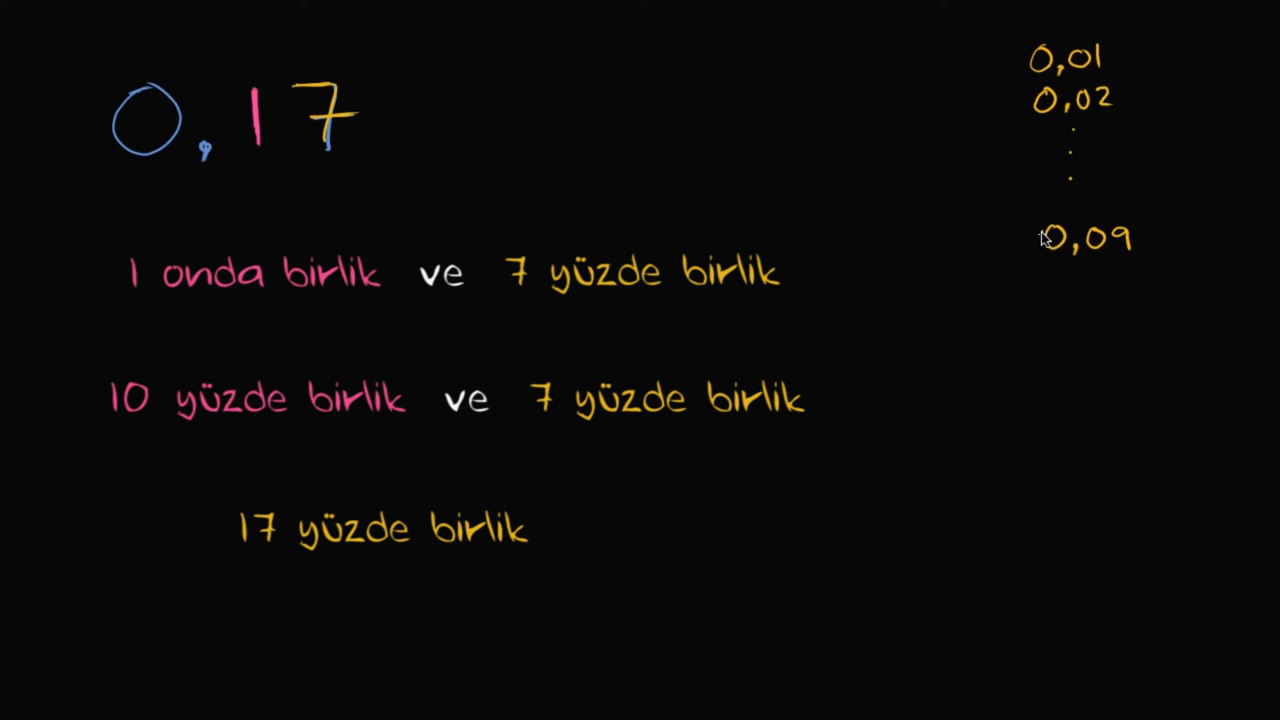 0,17
1 onda birlik ve 7 yüzde birlik
10 yüzde birlik ve 7 yüzde birlik
17 yüzde birlik
0,01
0,02
.
.
.
0,09